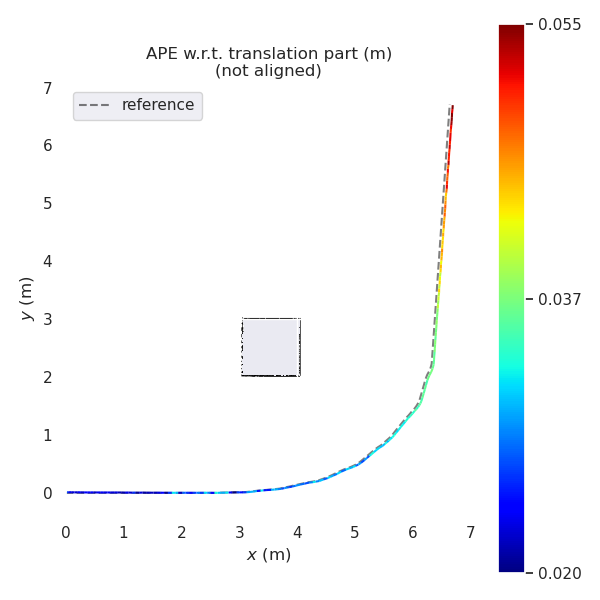 APE w.r.t. translation part (m)
(not aligned)
reference
7
6
5
4
3
2
1
0
y (m)
0 1 2 3 4 5 6 7
x (m)
0.055
0.037
0.020